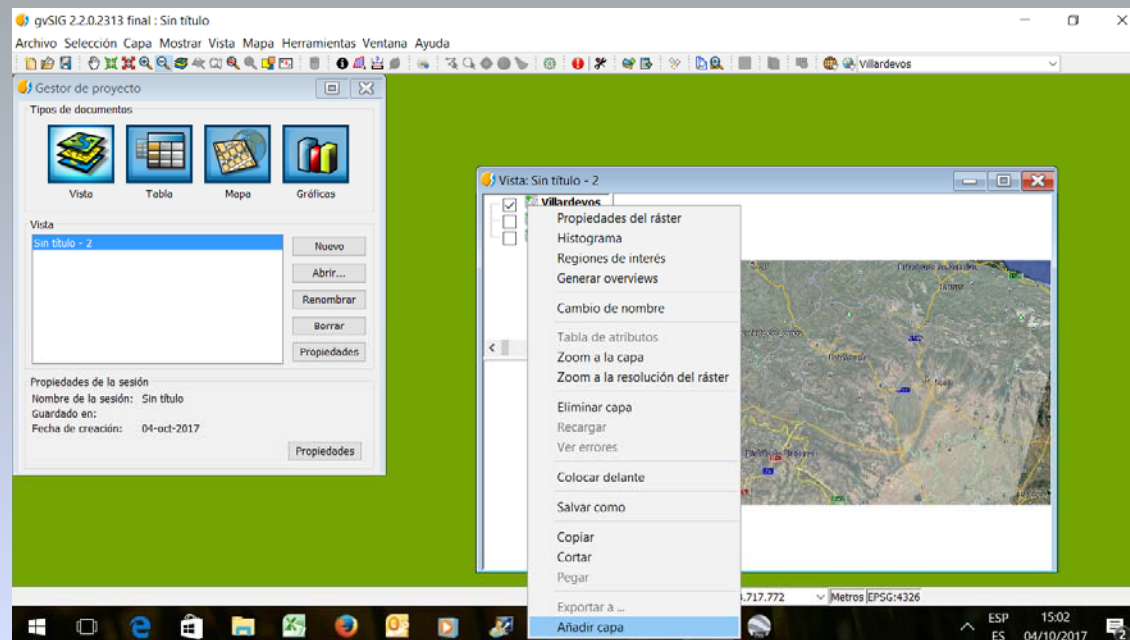 gvSIG 2.2.0.2313 final : Sin título
Archivo Selección Capa Mostrar Vista Mapa Herramientas Ventana Ayuda
Villardevos
Gestor de proyecto
Tipos de documentos
Vista Tabla Mapa Gráficas
Vista
Sin título - 2
Nuevo
Abrir...
Renombrar
Borrar
Propiedades
Propiedades de la sesión
Nombre de la sesión: Sin título
Guardado en:
Fecha de creación: 04-oct-2017
Propiedades
Vista: Sin título - 2
Villardevos
Propiedades del ráster
Histograma
Regiones de interés
Generar overviews
Cambio de nombre
Tabla de atributos
Zoom a la capa
Zoom a la resolución del ráster
Eliminar capa
Recargar
Ver errores
Colocar delante
Salvar como
Copiar
Cortar
Pegar
Exportar a ...
Añadir capa
.717.772 Metros EPSG:4326
ESP 15:02
ES 04/10/2017